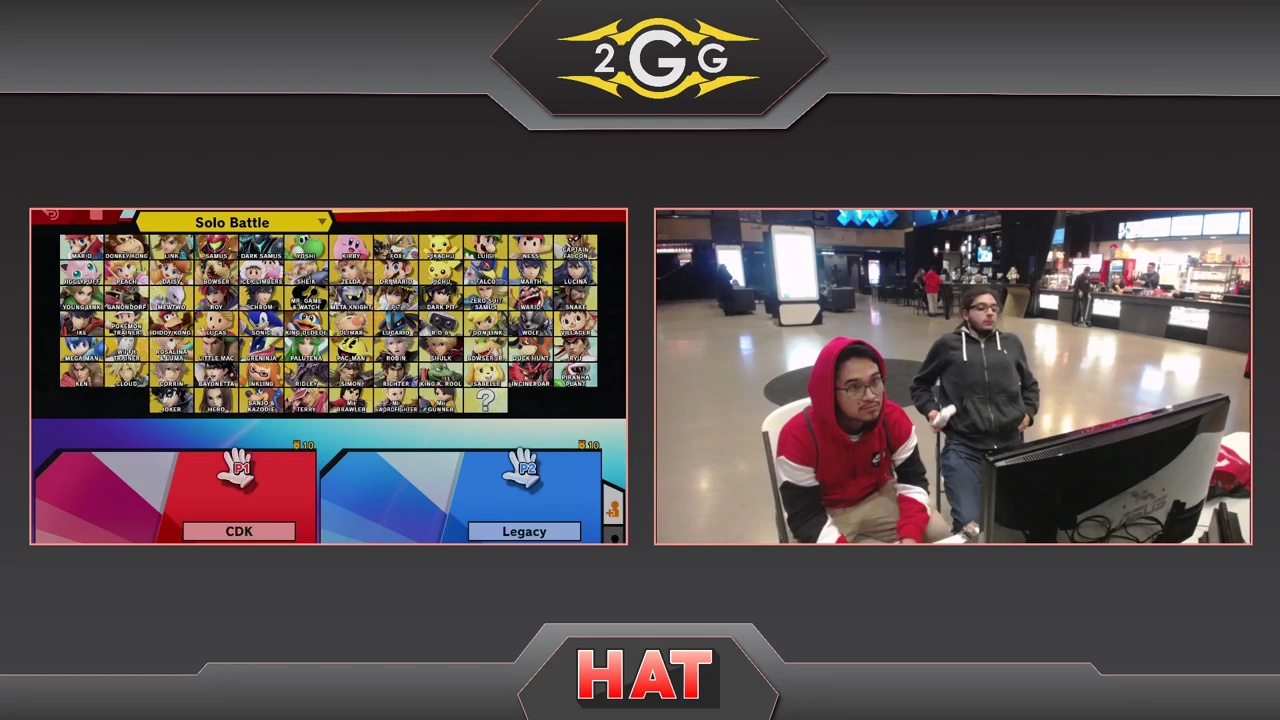 2GG
Solo Battle
MARIO DONKEY KONG LINK SAMUS DARK SAMUS YOSHI KIRBY FOX PIKACHU LUIGI NESS CAPTAIN FALCON
JIGGLYPUFF PEACH DAISY BOWSER ICE CLIMBERS SHEIK ZELDA DR. MARIO PICHU FALCO MARTH LUCINA
YOUNG LINK GANONDORF MEWTWO ROY CHROM MR. GAME & WATCH META KNIGHT PIT DARK PIT ZERO SUIT SAMUS WARIO SNAKE
IKE POKÉMON TRAINER DIDDY KONG LUCAS SONIC KING DEDEDE OLIMAR LUCARIO R.O.B. TOON LINK WOLF VILLAGER
MEGA MAN WII FIT TRAINER ROSALINA & LUMA LITTLE MAC GRENINJA PALUTENA PAC-MAN ROBIN SHULK BOWSER JR. DUCK HUNT RYU
KEN CLOUD CORRIN BAYONETTA INKLING RIDLEY SIMON RICHTER KING K. ROOL ISABELLE INCINEROAR PIRANHA PLANT
JOKER HERO BANJO & KAZOOIE TERRY Mii BRAWLER Mii SWORDFIGHTER Mii GUNNER ?
10 10
P1 P2
CDK Legacy
ASUS
HAT